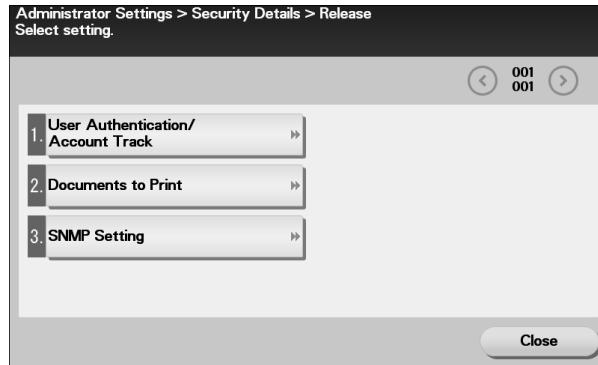 Administrator Settings > Security Details > Release
Select setting.
001
001
1. User Authentication/
Account Track
2. Documents to Print
3. SNMP Setting
Close